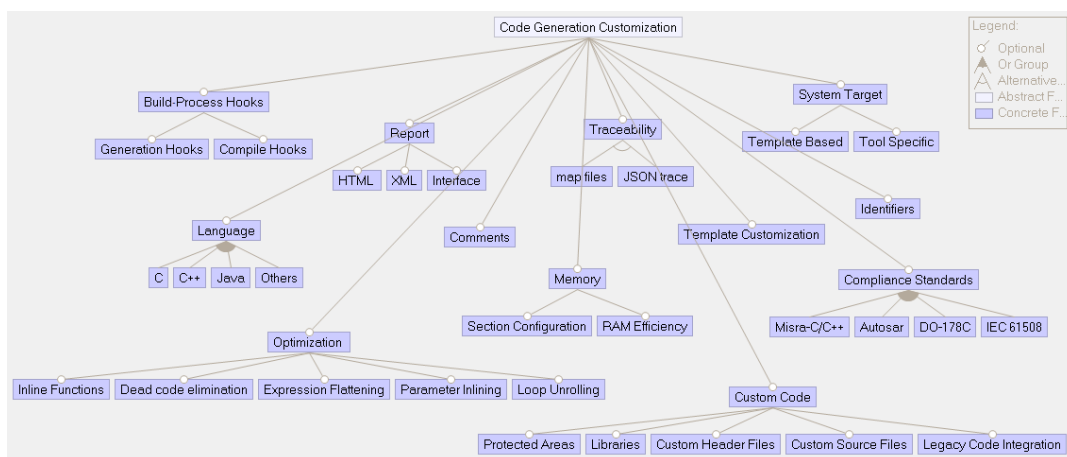 Code Generation Customization
Legend:
Optional
Or Group
Alternative...
Abstract F...
Concrete F...
Build-Process Hooks
System Target
Generation Hooks
Compile Hooks
Report
Traceability
Template Based
Tool Specific
HTML
XML
Interface
map files
JSON trace
Identifiers
Language
Comments
Template Customization
C
C++
Java
Others
Memory
Compliance Standards
Section Configuration
RAM Efficiency
Misra-C/C++
Autosar
DO-178C
IEC 61508
Optimization
Inline Functions
Dead code elimination
Expression Flattening
Parameter Inlining
Loop Unrolling
Custom Code
Protected Areas
Libraries
Custom Header Files
Custom Source Files
Legacy Code Integration